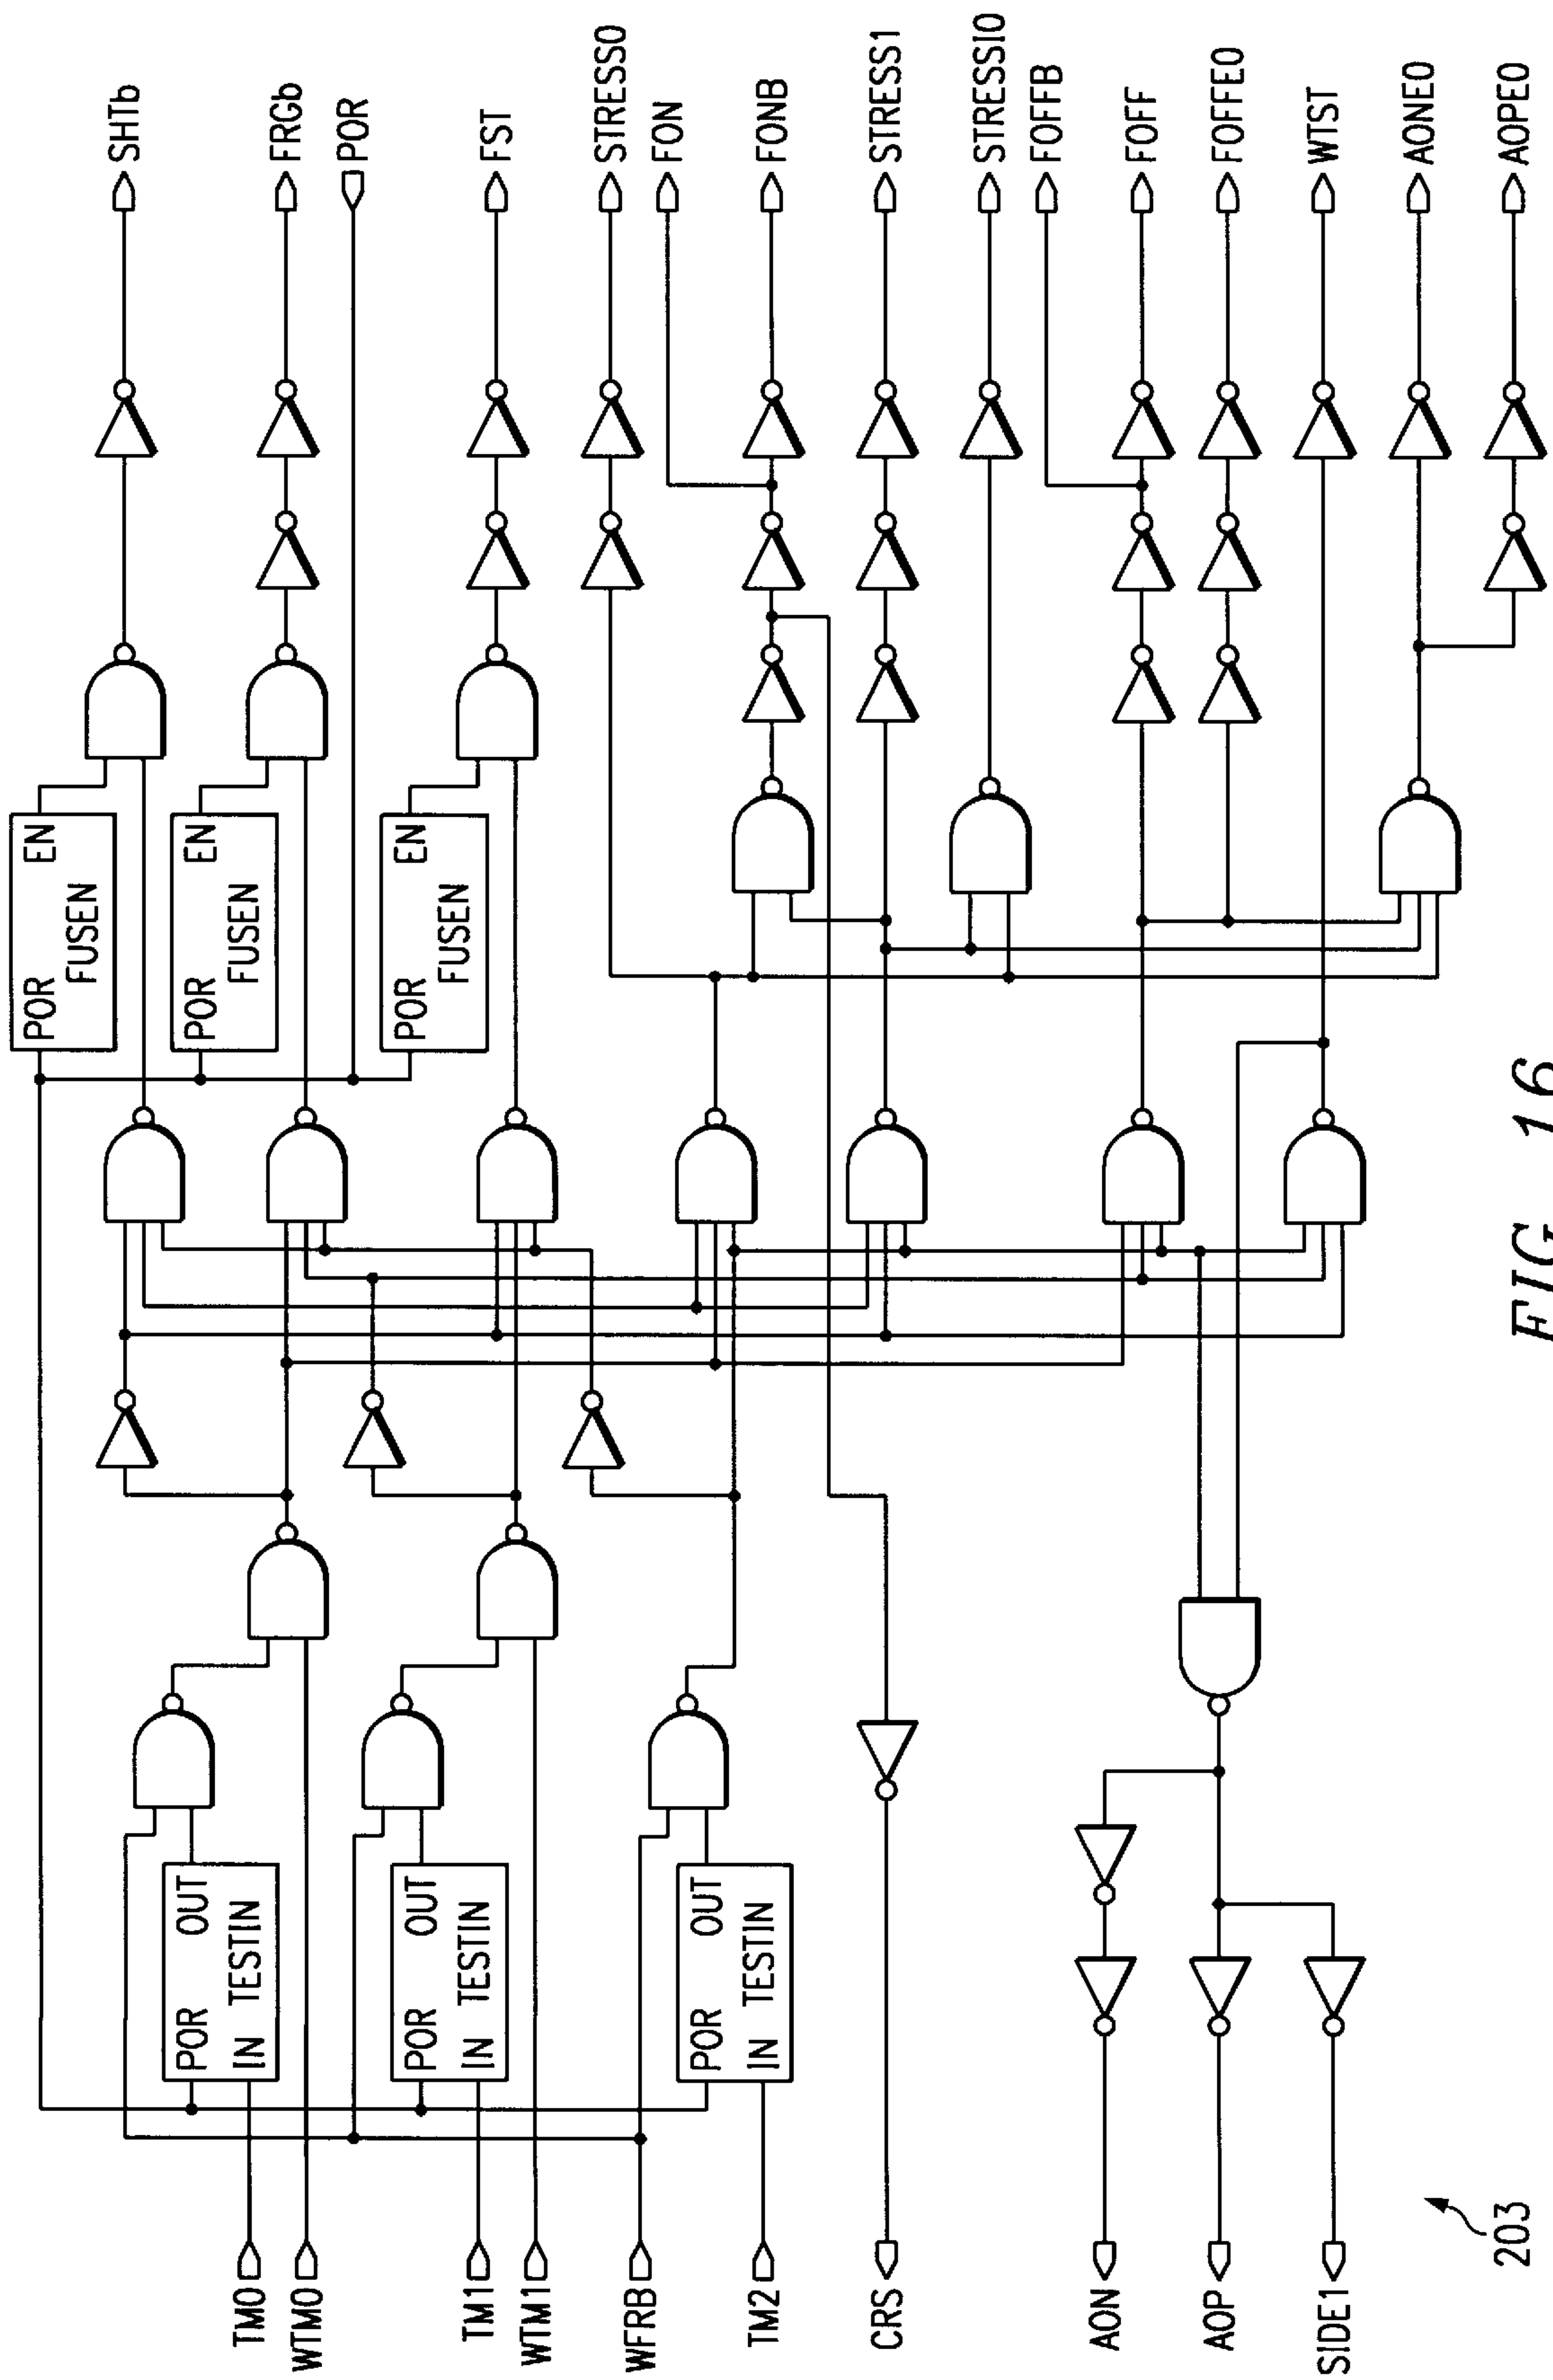 POR EN
FUSEN
SHTb
POR OUT
POR EN
FUSEN
TM0
IN TESTIN
FRGb
WTM0
POR
POR EN
POR OUT
FUSEN
TM1
IN TESTIN
FST
WTM1
STRESS0
WFRB
FON
POR OUT
TM2
IN TESTIN
FONB
CRS
STRESS1
STRESSIO
FOFFB
AON
FOFF
AOP
FOFFE0
WTST
SIDE1
AONE0
AOPE0
203
FIG. 16